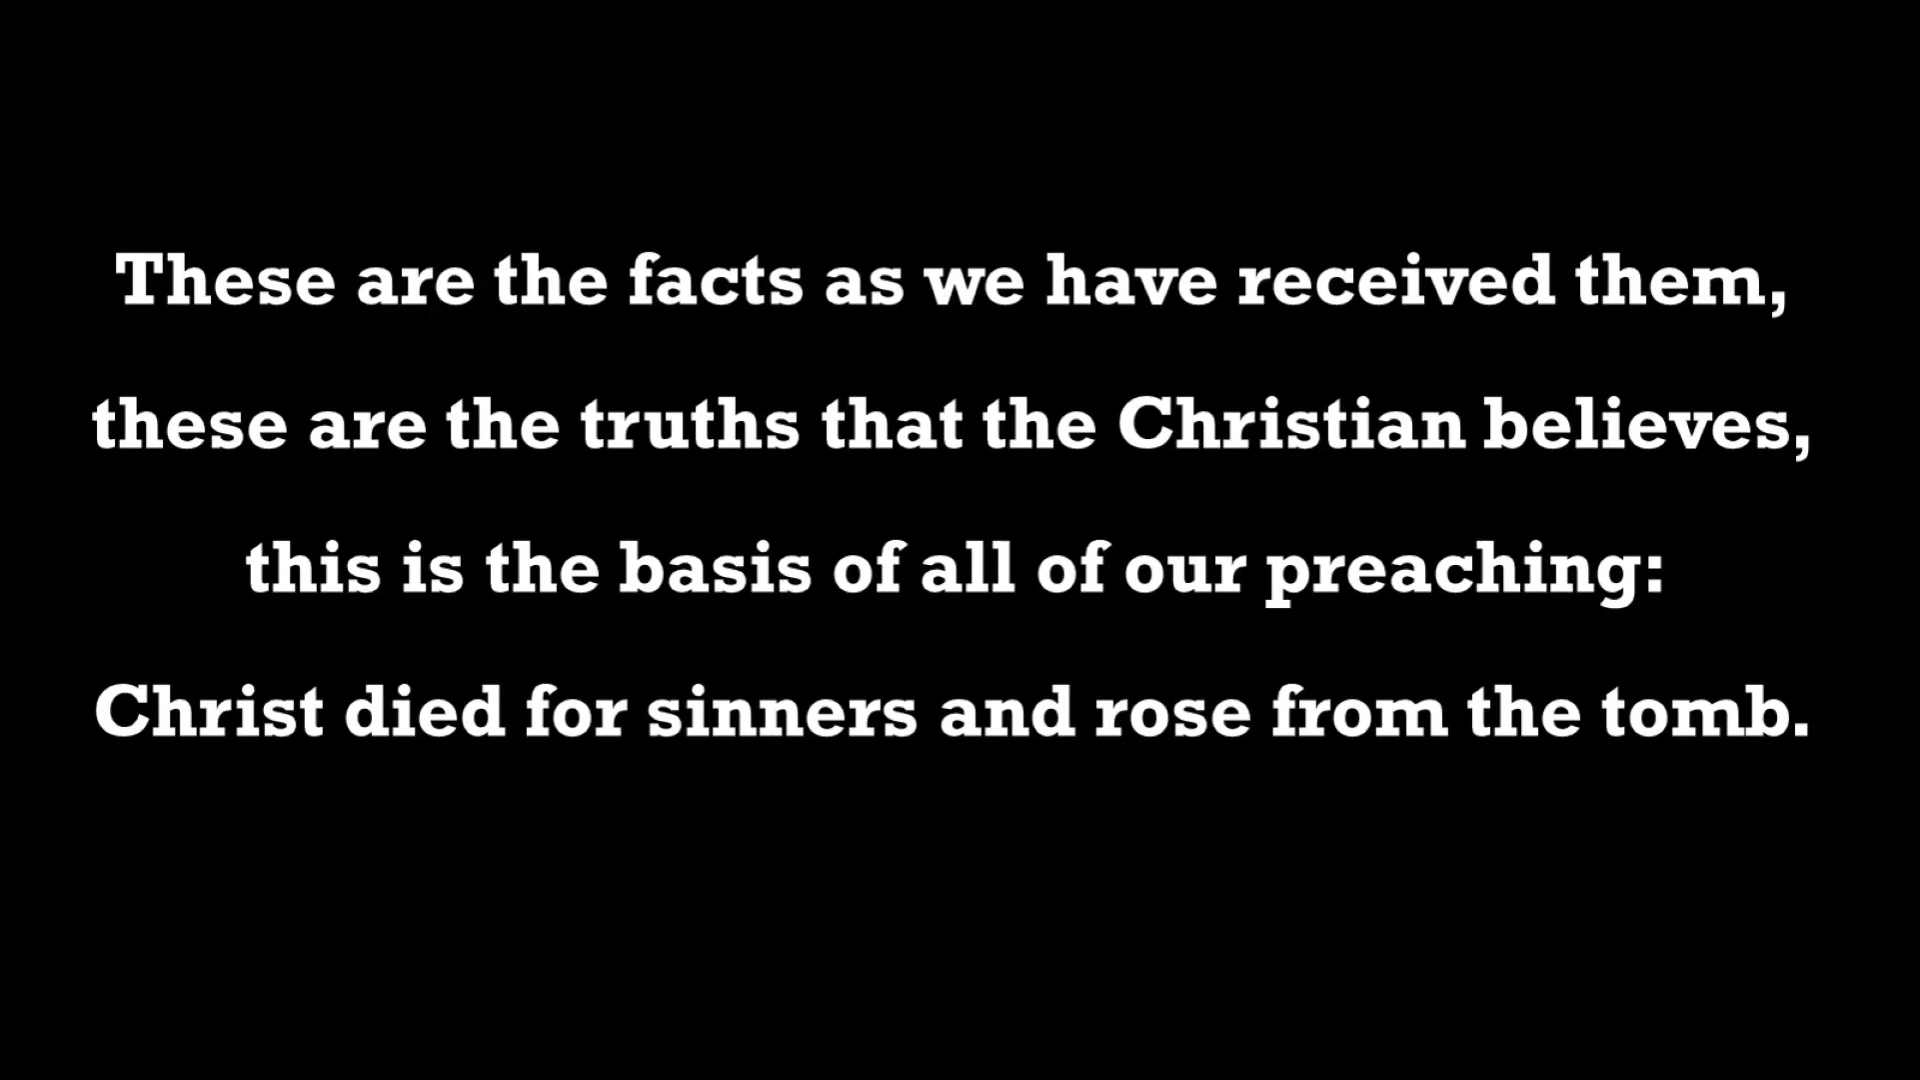 These are the facts as we have received them,
these are the truths that the Christian believes,
this is the basis of all of our preaching:
Christ died for sinners and rose from the tomb.